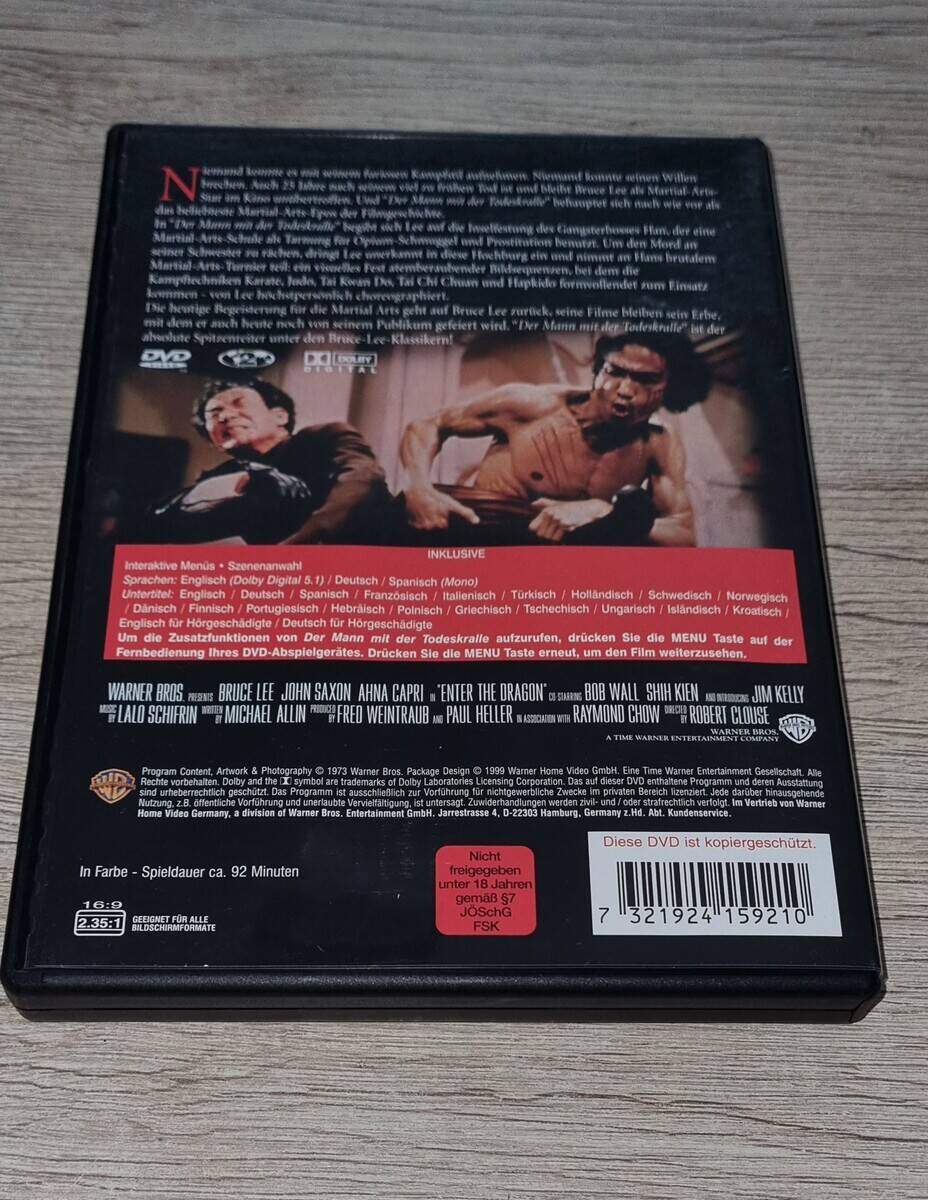 Niemand konnte es mit seinem furiosen Kampfstil aufnehmen. Niemand konnte seinen Willen
brechen. Auch 25 Jahre nach seinem viel zu frühen Tod ist und bleibt Bruce Lee als Martial-Arts-
Star im Kino unübertroffen. Und "Der Mann mit der Todeskralle" behauptet sich nach wie vor als
das beliebteste Martial-Arts-Epos der Filmgeschichte.
In "Der Mann mit der Todeskralle" begibt sich Lee auf die Inselfestung des Gangsterbosses Han, der eine
Martial-Arts-Schule als Tarnung für Opium-Schmuggel und Prostitution benutzt. Um den Mord an
seiner Schwester zu rächen, dringt Lee unerkannt in diese Hochburg ein und nimmt an Hans brutalem
Martial-Arts-Turnier teil: ein visuelles Fest atemberaubender Bildsequenzen, bei dem die
Kampftechniken Karate, Judo, Tai Kwan Do, Tai Chi Chuan und Hapkido formvollendet zum Einsatz
kommen - von Lee höchstpersönlich choreographiert.
Die heutige Begeisterung für die Martial Arts geht auf Bruce Lee zurück, seine Filme bleiben sein Erbe,
mit dem er auch heute noch von seinem Publikum gefeiert wird. "Der Mann mit der Todeskralle" ist der
absolute Spitzenreiter unter den Bruce-Lee-Klassikern!
DVD 2 DOLBY
VIDEO DIGITAL
INKLUSIVE
Interaktive Menüs • Szenenanwahl
Sprachen: Englisch (Dolby Digital 5.1) / Deutsch / Spanisch (Mono)
Untertitel: Englisch / Deutsch / Spanisch / Französisch / Italienisch / Türkisch / Holländisch / Schwedisch / Norwegisch
/ Dänisch / Finnisch / Portugiesisch / Hebräisch / Polnisch / Griechisch / Tschechisch / Ungarisch / Isländisch / Kroatisch /
Englisch für Hörgeschädigte / Deutsch für Hörgeschädigte
Um die Zusatzfunktionen von Der Mann mit der Todeskralle aufzurufen, drücken Sie die MENU Taste auf der
Fernbedienung Ihres DVD-Abspielgerätes. Drücken Sie die MENU Taste erneut, um den Film weiterzusehen.
WARNER BROS. PRESENTS BRUCE LEE JOHN SAXON AHNA CAPRI IN "ENTER THE DRAGON" CO-STARRING BOB WALL SHIH KIEN AND INTRODUCING JIM KELLY
MUSIC BY LALO SCHIFRIN WRITTEN BY MICHAEL ALLIN PRODUCED BY FRED WEINTRAUB AND PAUL HELLER IN ASSOCIATION WITH RAYMOND CHOW DIRECTED BY ROBERT CLOUSE
WARNER BROS.
A TIME WARNER ENTERTAINMENT COMPANY
Program Content, Artwork & Photography © 1973 Warner Bros. Package Design © 1999 Warner Home Video GmbH. Eine Time Warner Entertainment Gesellschaft. Alle
Rechte vorbehalten. Dolby and the symbol are trademarks of Dolby Laboratories Licensing Corporation. Das auf dieser DVD enthaltene Programm und deren Ausstattung
sind urheberrechtlich geschützt. Das Programm ist ausschließlich zur Vorführung für nichtgewerbliche Zwecke im privaten Bereich lizenziert. Jede darüber hinausgehende
Nutzung, z.B. öffentliche Vorführung und unerlaubte Vervielfältigung, ist untersagt. Zuwiderhandlungen werden zivil- und / oder strafrechtlich verfolgt. Im Vertrieb von Warner
Home Video Germany, a division of Warner Bros. Entertainment GmbH. Jarrestrasse 4, D-22303 Hamburg, Germany z.Hd. Abt. Kundenservice.
In Farbe - Spieldauer ca. 92 Minuten
16:9
2.35:1
GEEIGNET FÜR ALLE
BILDSCHIRMFORMATE
Nicht
freigegeben
unter 18 Jahren
gemäß §7
JÖSchG
FSK
Diese DVD ist kopiergeschützt.
7 321924 159210